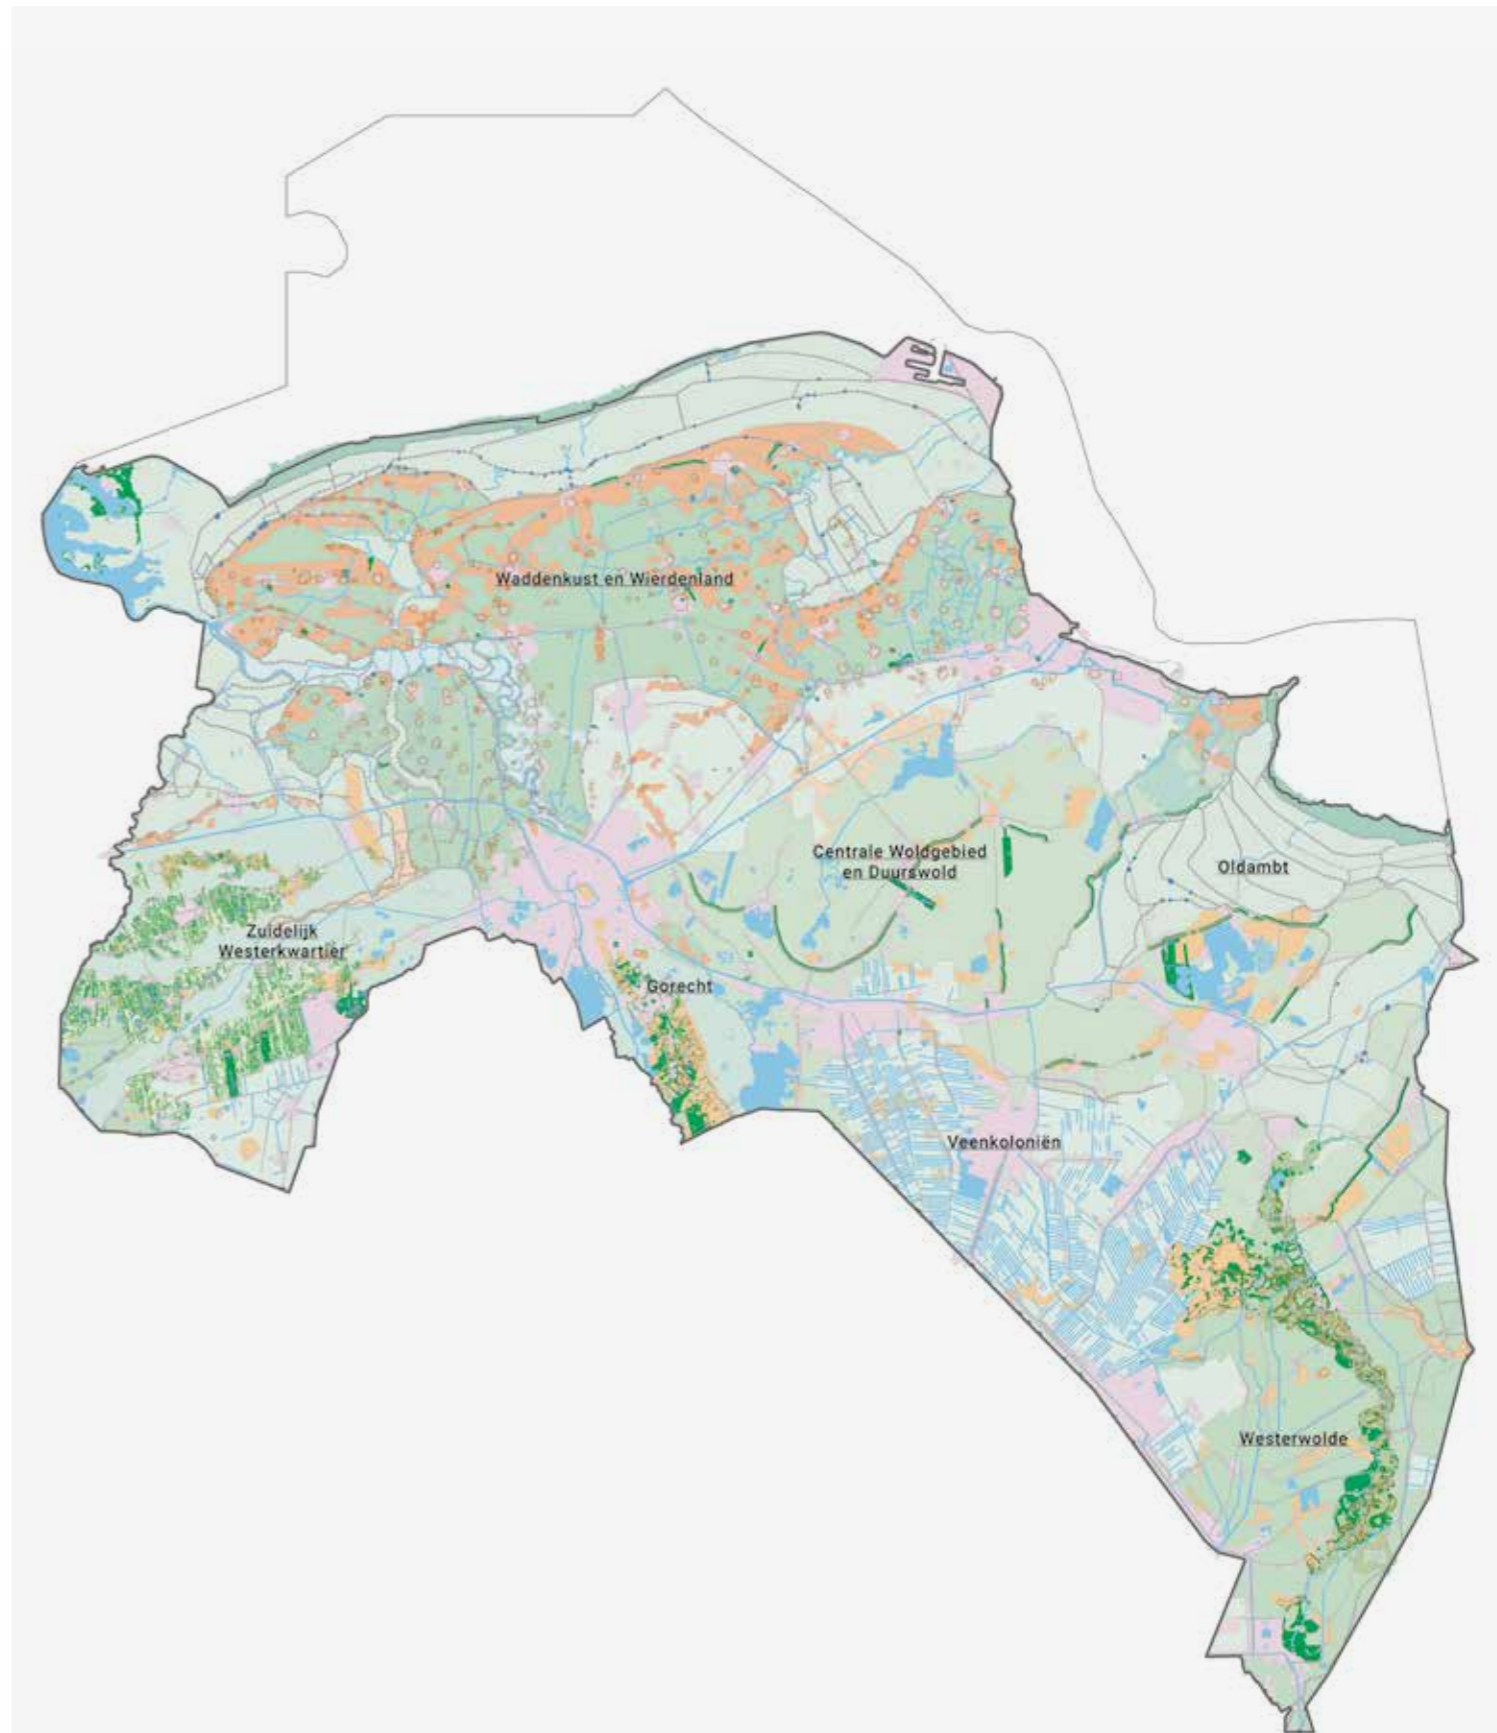 Waddenkust en Wierdenland
Centrale Woldgebied
en Duurswold
Oldambt
Zuidelijk
Westerkwartier
Gorecht
Veenkoloniën
Westerwolde